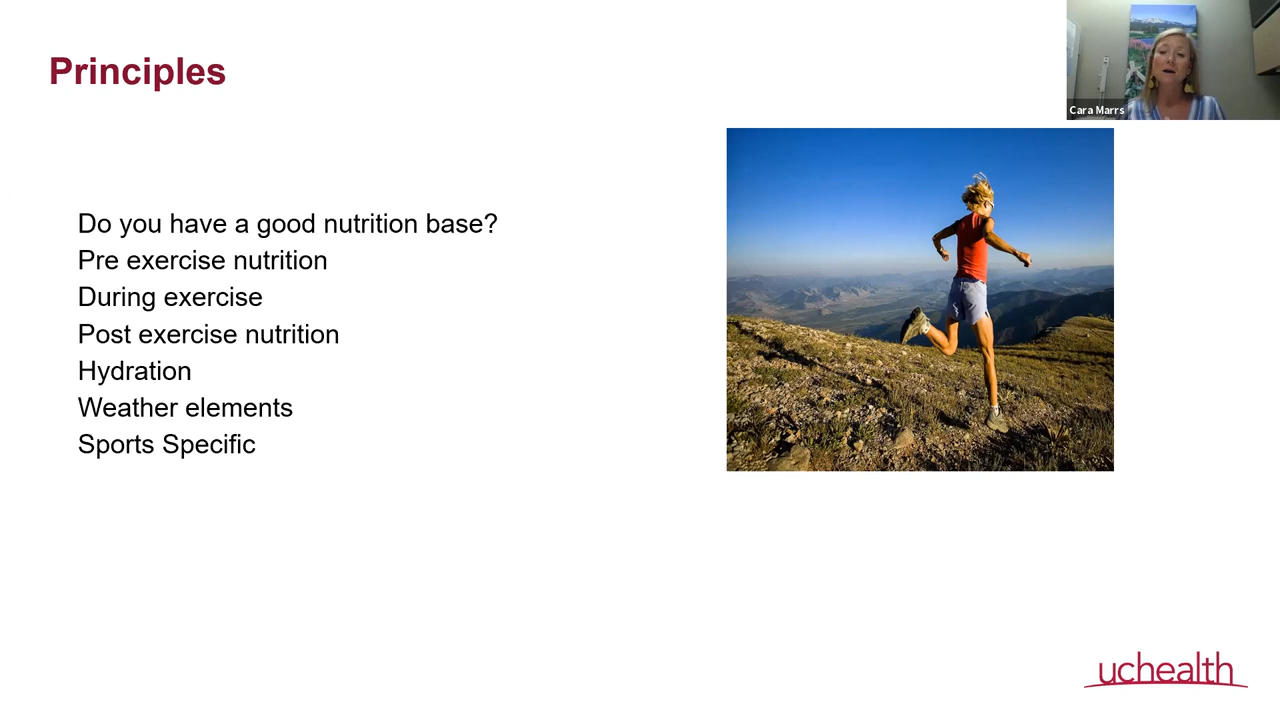 Principles
Cara Marrs
Do you have a good nutrition base?
Pre exercise nutrition
During exercise
Post exercise nutrition
Hydration
Weather elements
Sports Specific
uchealth